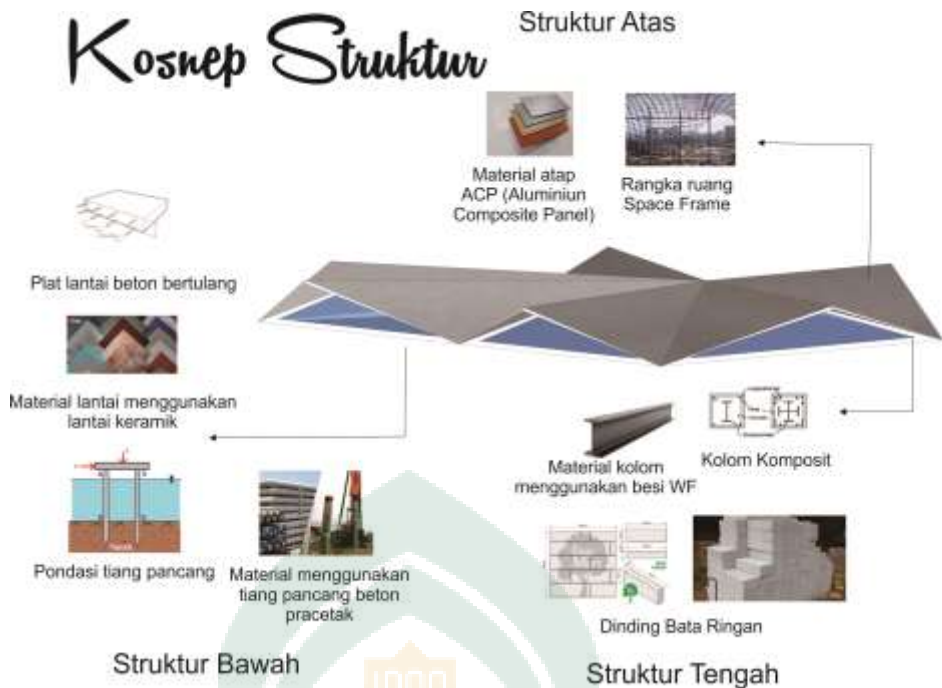 Kosnep Struktur
Struktur Atas
Material atap
ACP (Aluminiun
Composite Panel)
Rangka ruang
Space Frame
Plat lantai beton bertulang
Material lantai menggunakan
lantai keramik
Pondasi tiang pancang
Material menggunakan
tiang pancang beton
pracetak
Struktur Bawah
Material kolom
menggunakan besi WF
Kolom Komposit
Dinding Bata Ringan
Struktur Tengah